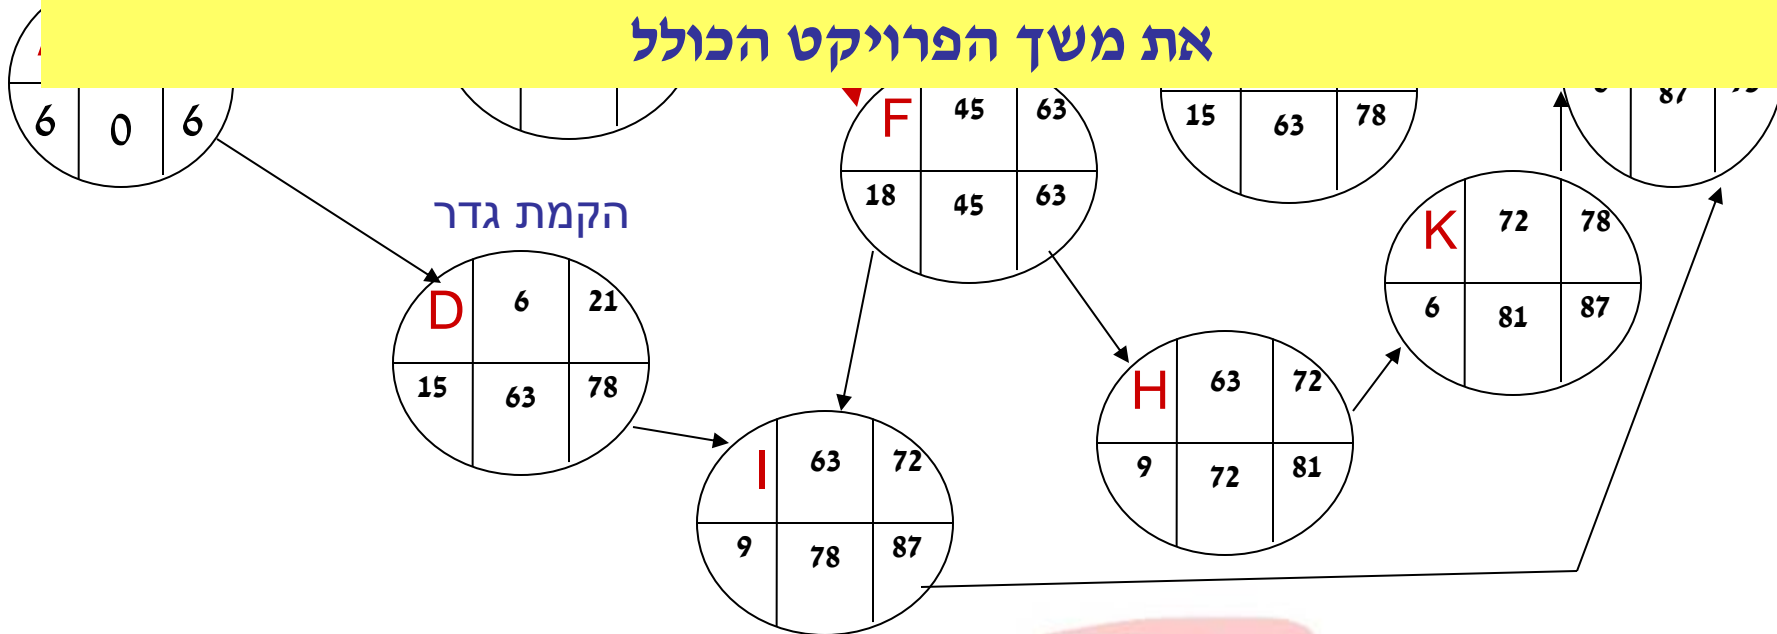 את משך הפרויקט הכולל
6 0 6
F 45 63
18 45 63
15 63 78
87
הקמת גדר
D 6 21
15 63 78
K 72 78
6 81 87
I 63 72
9 78 87
H 63 72
9 72 81